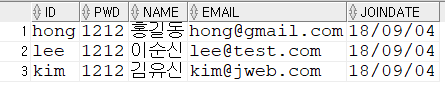 ID PWD NAME EMAIL JOINDATE
1 hong 1212 홍길동 hong@gmail.com 18/09/04
2 lee 1212 이순신 lee@test.com 18/09/04
3 kim 1212 김유신 kim@jweb.com 18/09/04